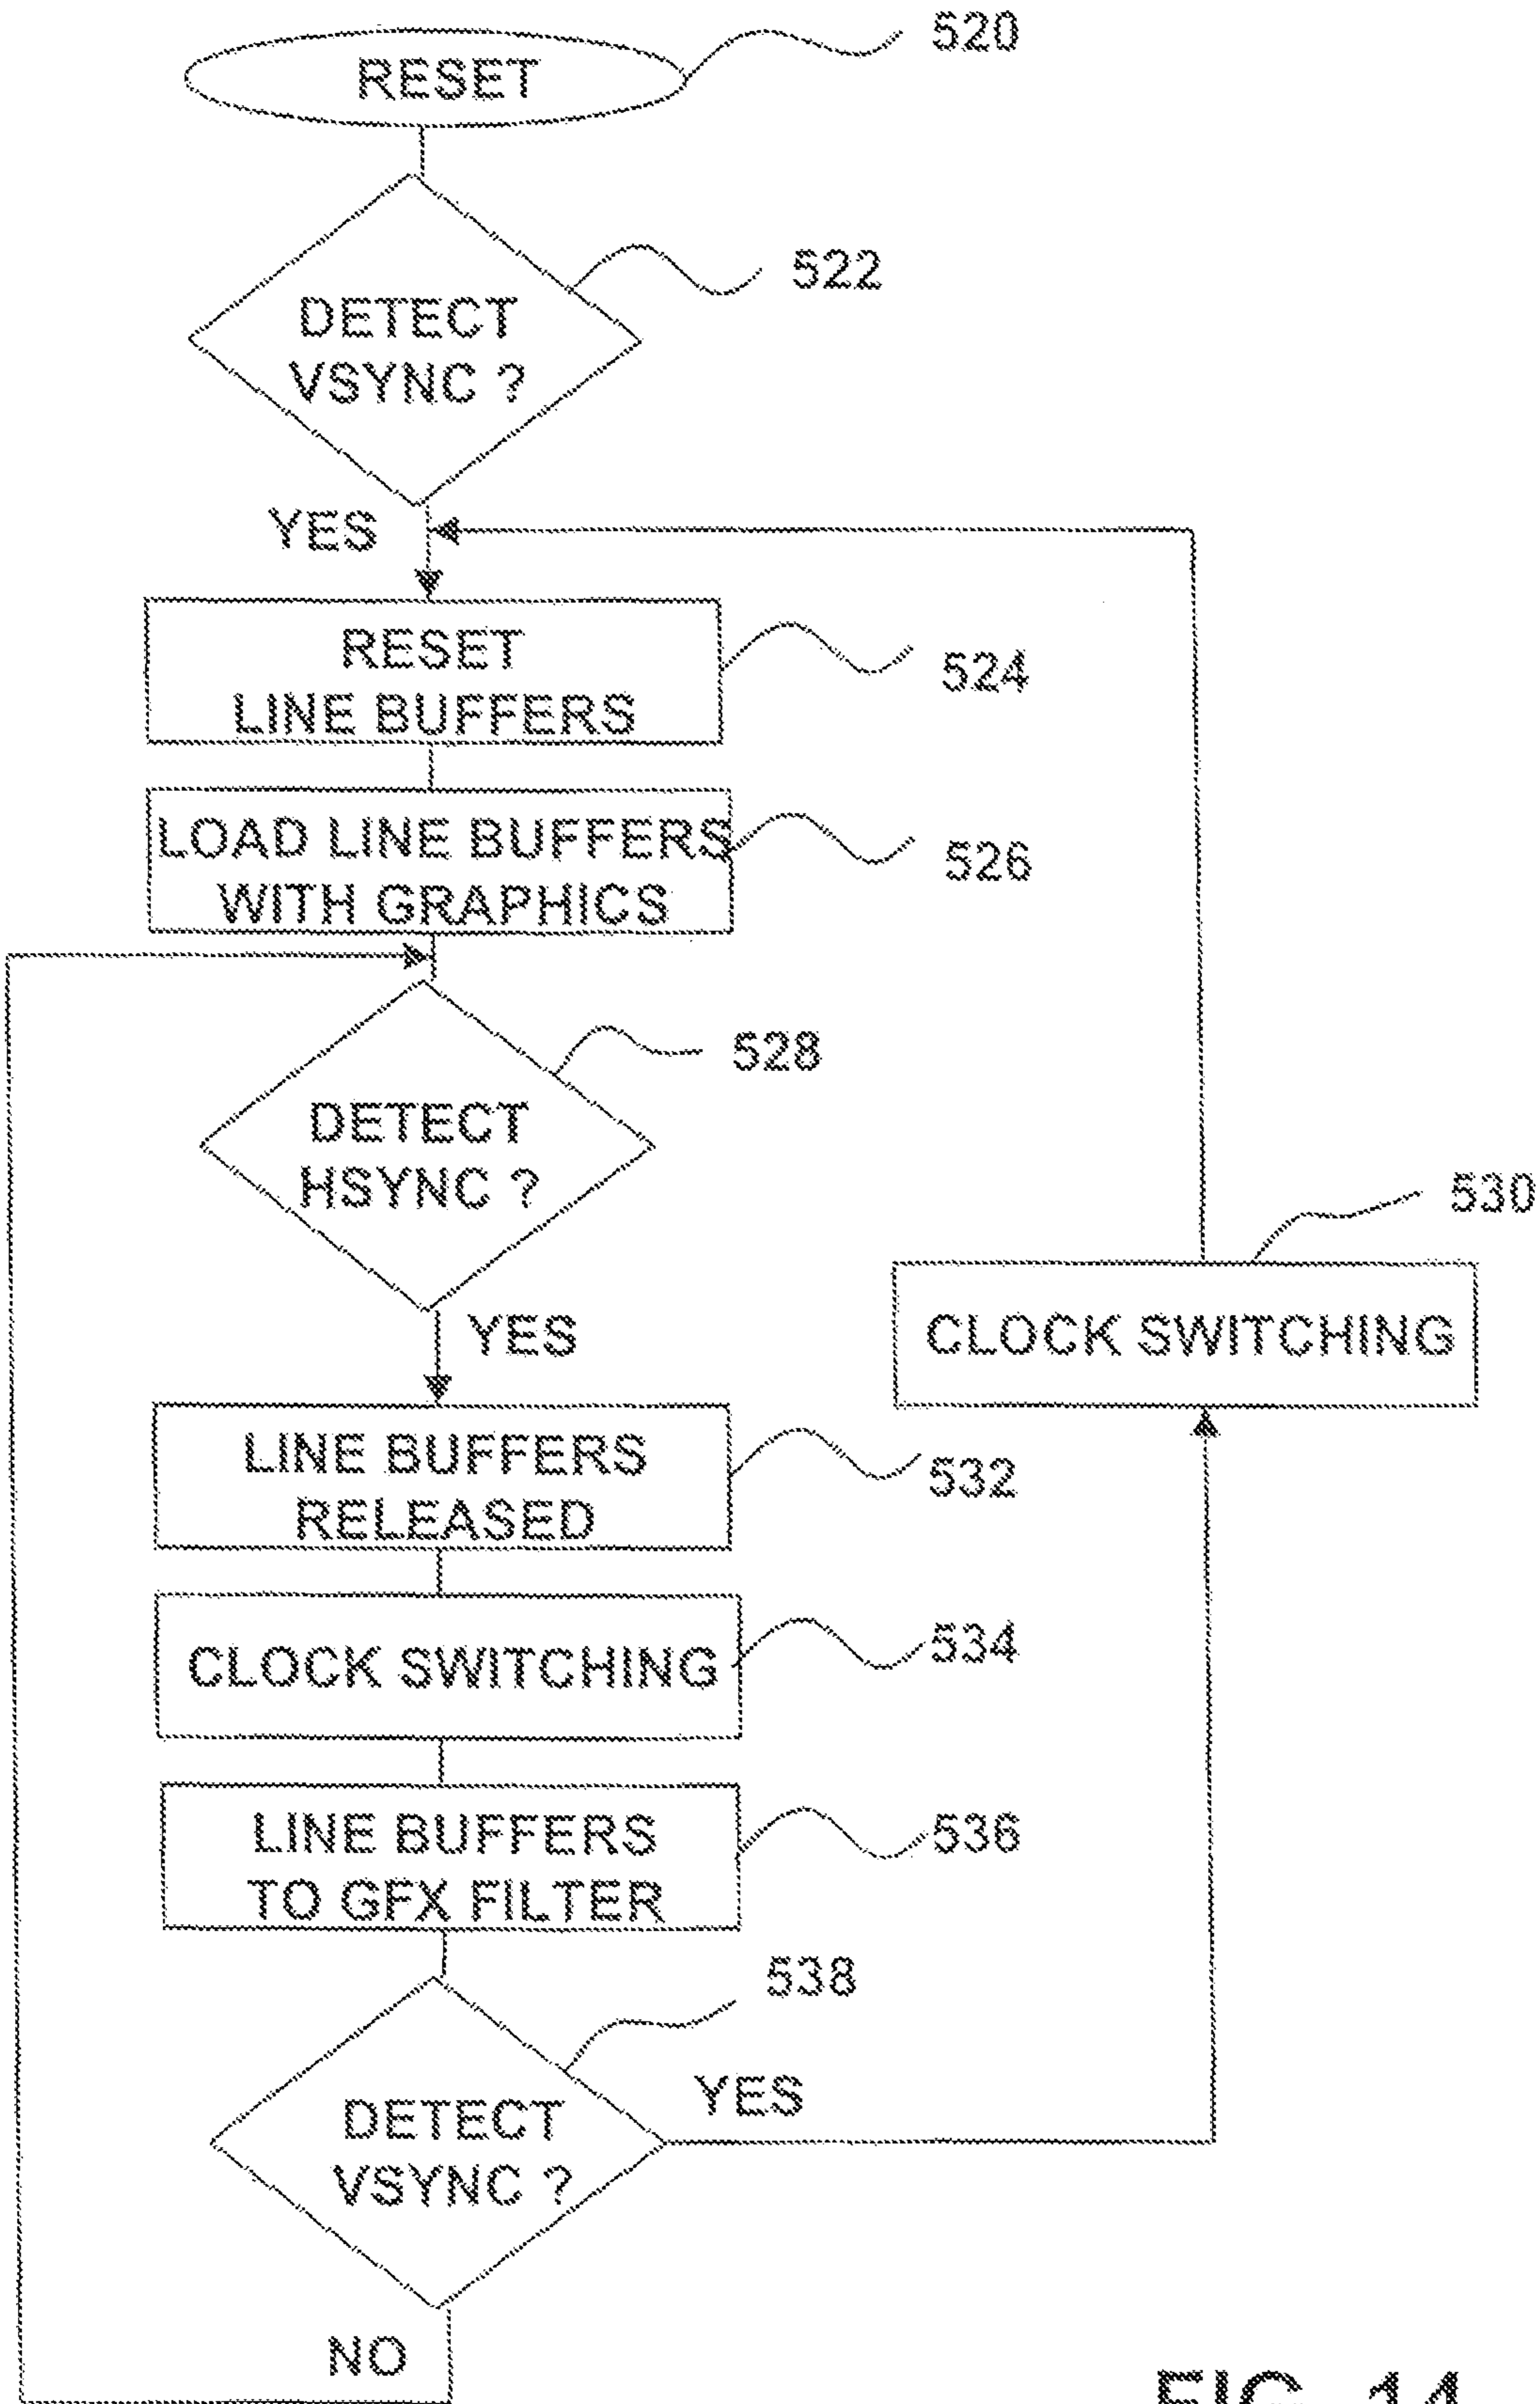 RESET
520
DETECT
VSYNC ?
522
YES
RESET
LINE BUFFERS
524
LOAD LINE BUFFERS
WITH GRAPHICS
526
DETECT
HSYNC ?
528
YES
CLOCK SWITCHING
530
LINE BUFFERS
RELEASED
532
CLOCK SWITCHING
534
LINE BUFFERS
TO GFX FILTER
536
DETECT
VSYNC ?
538
YES
NO
FIG. 14